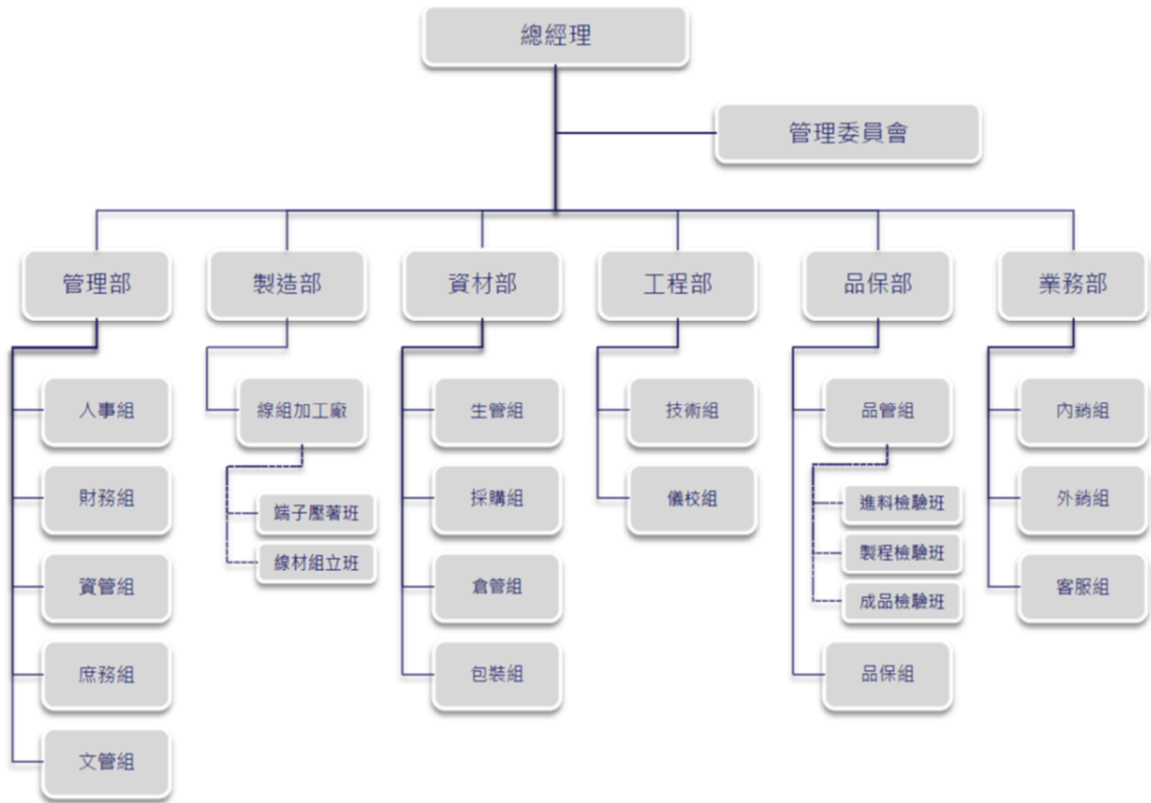 總經理
管理委員會
管理部
製造部
資材部
工程部
品保部
業務部
人事組
財務組
資管組
庶務組
文管組
線組加工廠
端子壓著班
線材組立班
生管組
採購組
倉管組
包裝組
技術組
儀校組
品管組
進料檢驗班
製程檢驗班
成品檢驗班
品保組
內銷組
外銷組
客服組